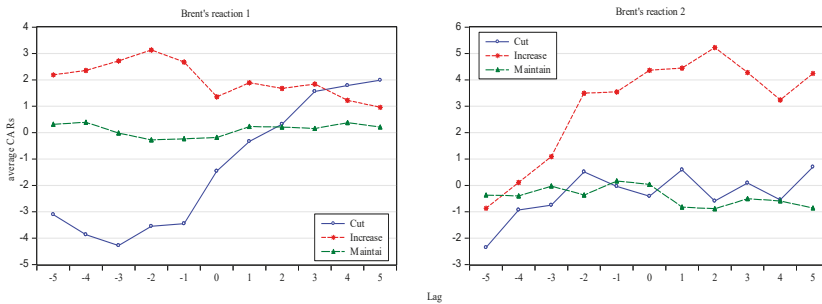 Brent's reaction 1
4
3
2
1
0
-1
-2
-3
-4
-5
average CARs
-5 -4 -3 -2 -1 0 1 2 3 4 5
Cut
Increase
Maintai
Brent's reaction 2
6
5
4
3
2
1
0
-1
-2
-3
-5 -4 -3 -2 -1 0 1 2 3 4 5
Cut
Increase
Maintain
Lag